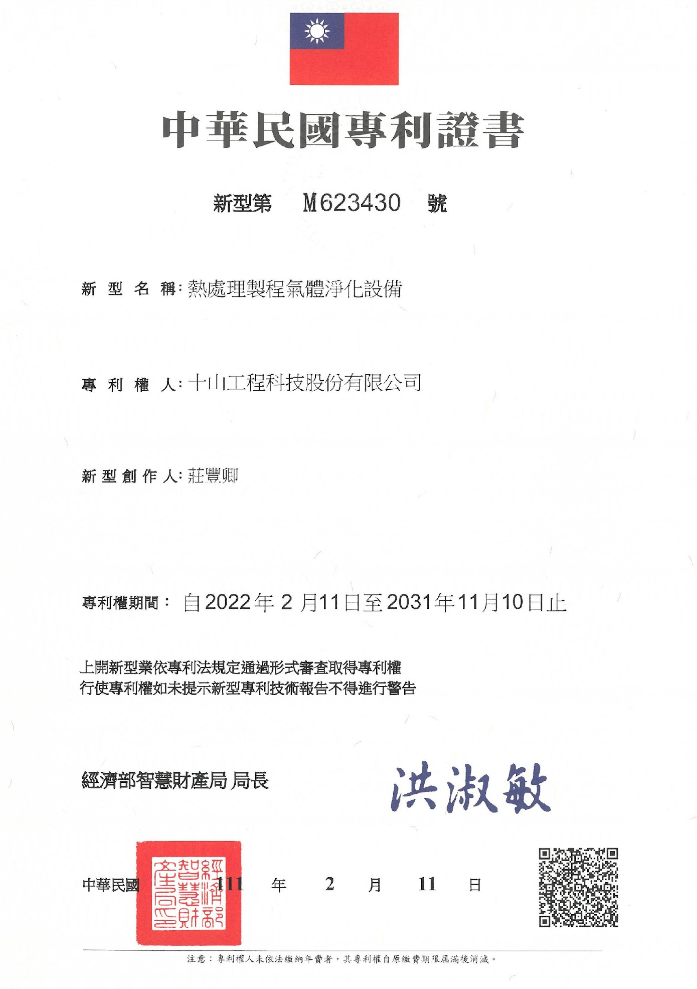 中華民國專利證書
新型第 M623430 號
新型名稱：熱處理製程氣體淨化設備
專利權人：十山工程科技股份有限公司
新型創作人：莊豐卿
專利權期間： 自2022年 2 月11日至2031年11月10日止
上開新型業依專利法規定通過形式審查取得專利權
行使專利權如未提示新型專利技術報告不得進行警告
經濟部智慧財產局 局長 洪淑敏
經濟部智慧財產局印
中華民國 111 年 2 月 11 日
注意：專利權人未依法繳納年費者，其專利權自原繳費期限屆滿後消滅。